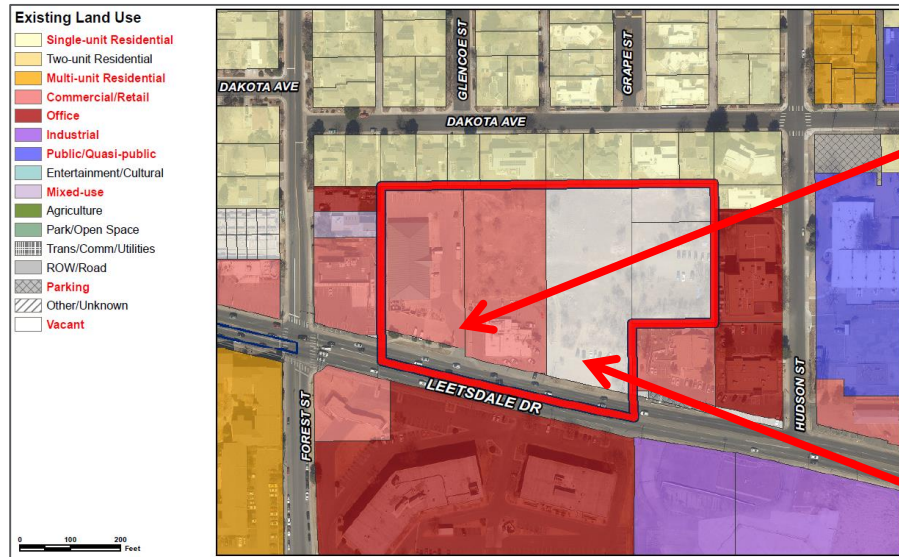 Existing Land Use
Single-unit Residential
Two-unit Residential
Multi-unit Residential
Commercial/Retail
Office
Industrial
Public/Quasi-public
Entertainment/Cultural
Mixed-use
Agriculture
Park/Open Space
Trans/Comm/Utilities
ROW/Road
Parking
Other/Unknown
Vacant
0 50 100 200
Feet
GLENCOE ST
GRAPE ST
DAKOTA AVE
DAKOTA AVE
LEETSDALE DR
FOREST ST
HUDSON ST